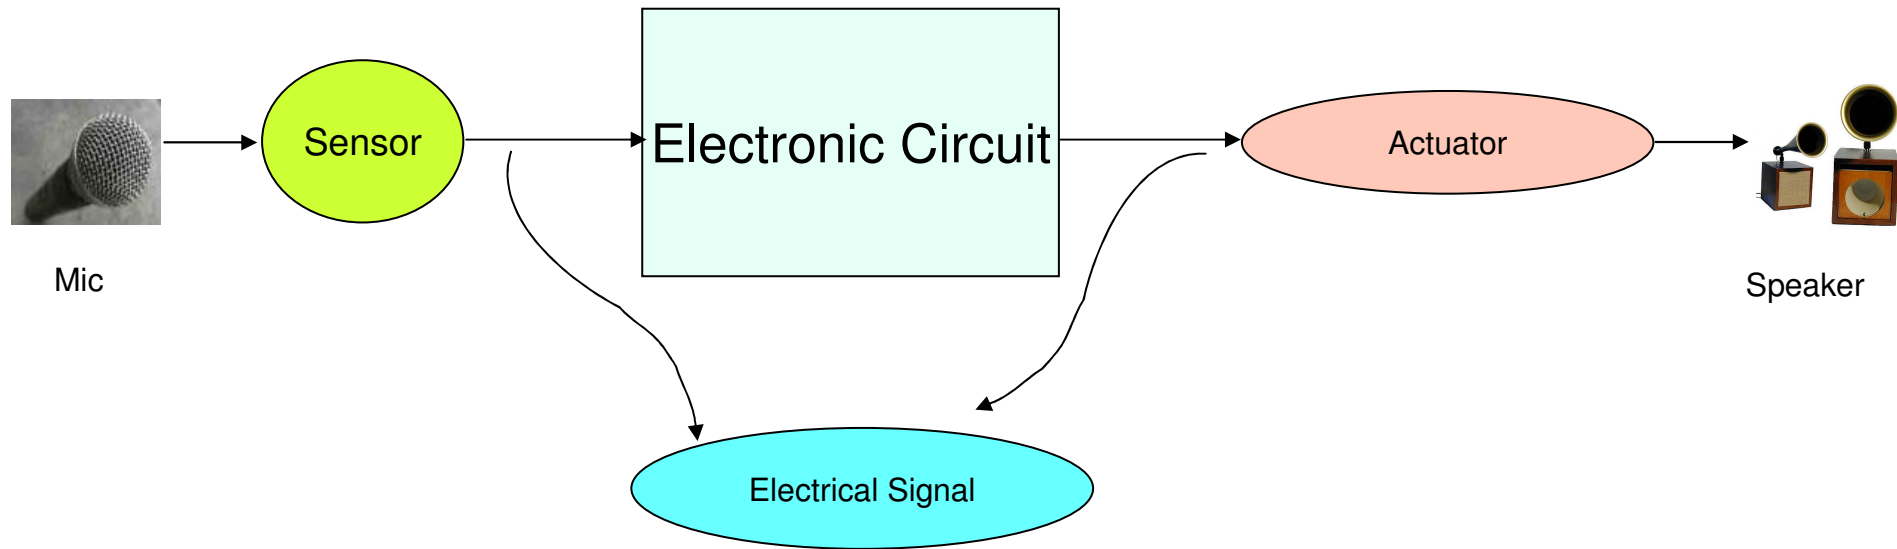 Sensor
Electronic Circuit
Actuator
Mic
Speaker
Electrical Signal